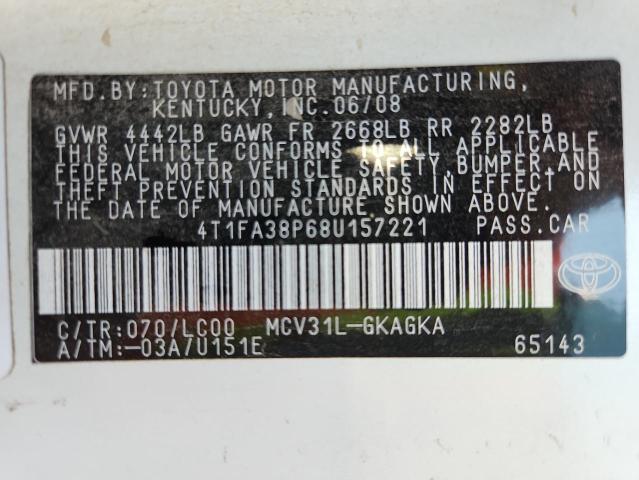 MFD.BY:TOYOTA MOTOR MANUFACTURING,
KENTUCKY,INC.06/08
GVWR 4442LB GAWR FR 2668LB RR 2282LB
THIS VEHICLE CONFORMS TO ALL APPLICABLE
FEDERAL MOTOR VEHICLE SAFETY,BUMPER,AND
THEFT PREVENTION STANDARDS IN EFFECT ON
THE DATE OF MANUFACTURE SHOWN ABOVE.
4T1FA38P68U157221 PASS.CAR
C/TR:070/LC00 MCV31L-GKAGKA
A/TM:-03A/U151E 65143